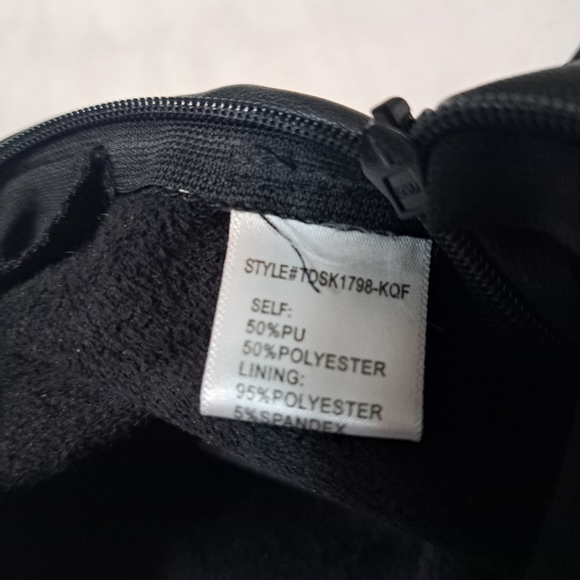 STYLE#TDSK1798-KQF
SELF:
50%PU
50%POLYESTER
LINING:
95%POLYESTER
5%SPANDEX